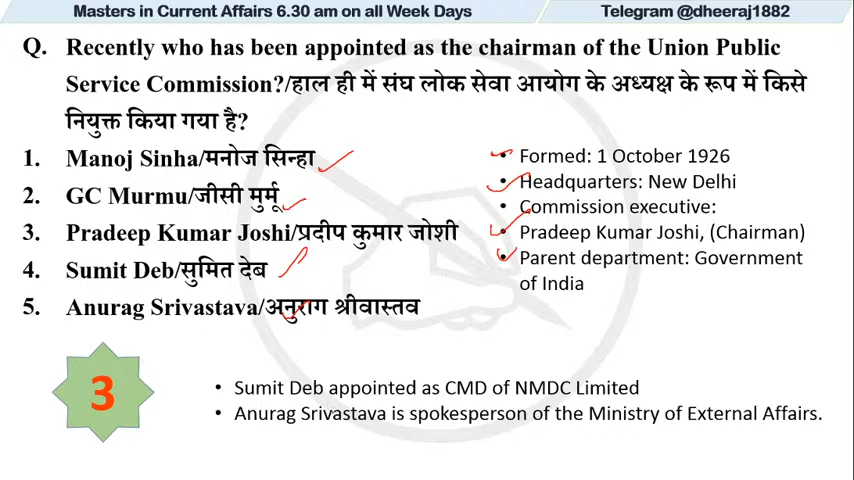 Masters in Current Affairs 6.30 am on all Week Days
Telegram @dheeraj1882
Q. Recently who has been appointed as the chairman of the Union Public
Service Commission?/हाल ही में संघ लोक सेवा आयोग के अध्यक्ष के रूप में किसे
नियुक्त किया गया है?
1. Manoj Sinha/मनोज सिन्हा
2. GC Murmu/जीसी मुर्मू
3. Pradeep Kumar Joshi/प्रदीप कुमार जोशी
4. Sumit Deb/सुमित देब
5. Anurag Srivastava/अनुराग श्रीवास्तव
• Formed: 1 October 1926
• Headquarters: New Delhi
• Commission executive:
• Pradeep Kumar Joshi, (Chairman)
• Parent department: Government
of India
3
• Sumit Deb appointed as CMD of NMDC Limited
• Anurag Srivastava is spokesperson of the Ministry of External Affairs.